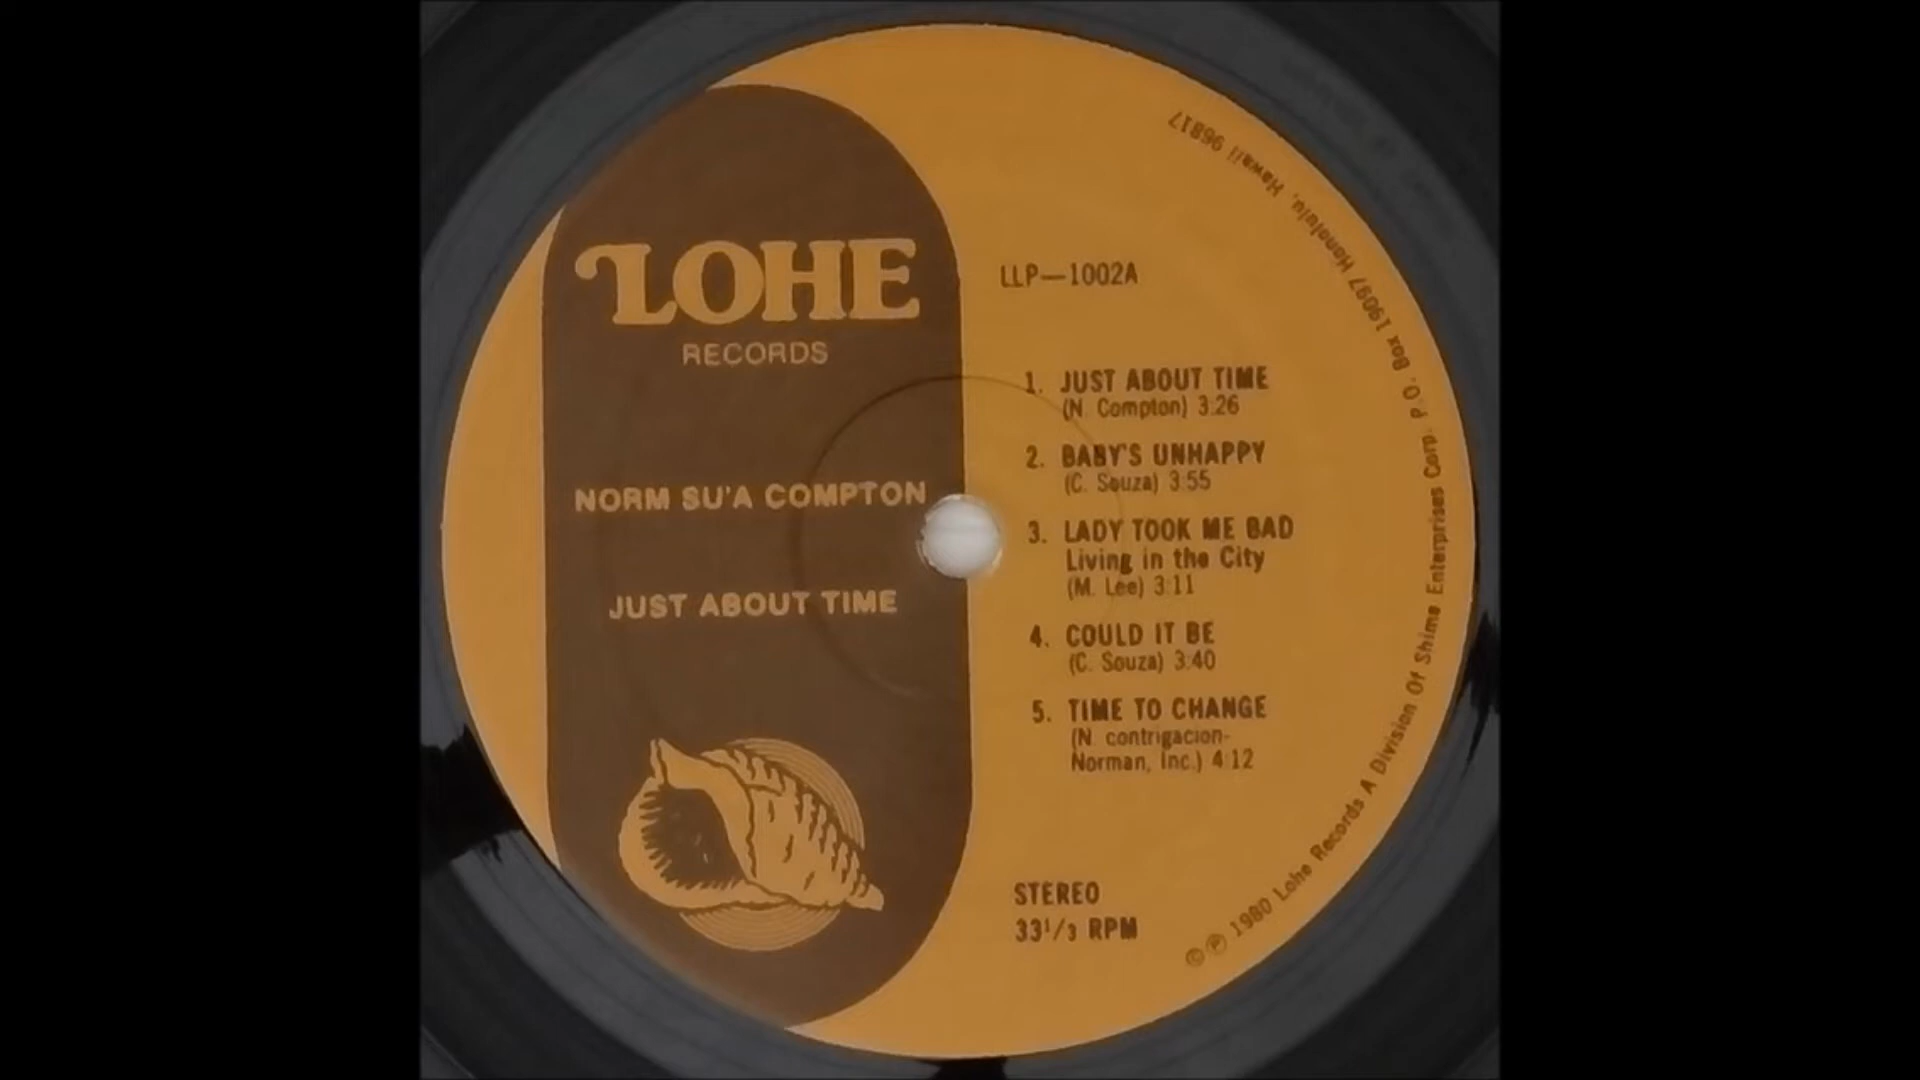 LOHE
RECORDS
NORM SU'A COMPTON
JUST ABOUT TIME
LLP—1002A
1. JUST ABOUT TIME
(N. Compton) 3:26
2. BABY'S UNHAPPY
(C. Souza) 3:55
3. LADY TOOK ME BAD
Living in the City
(M. Lee) 3:11
4. COULD IT BE
(C. Souza) 3:40
5. TIME TO CHANGE
(N. contrigacion-
Norman, Inc.) 4:12
STEREO
33¹/₃ RPM
©℗ 1980 Lohe Records A Division Of Shime Enterprises Corp. P.O. Box 19097 Honolulu, Hawaii 96817